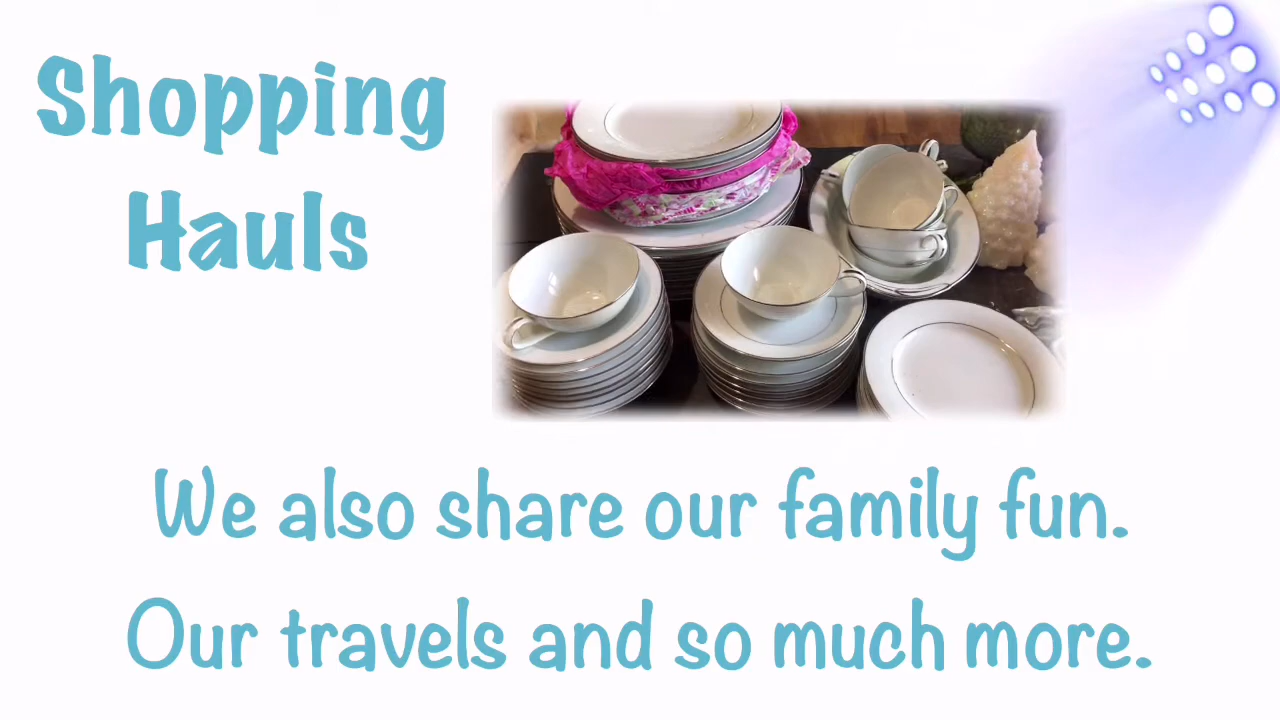 Shopping
Hauls
We also share our family fun.
Our travels and so much more.